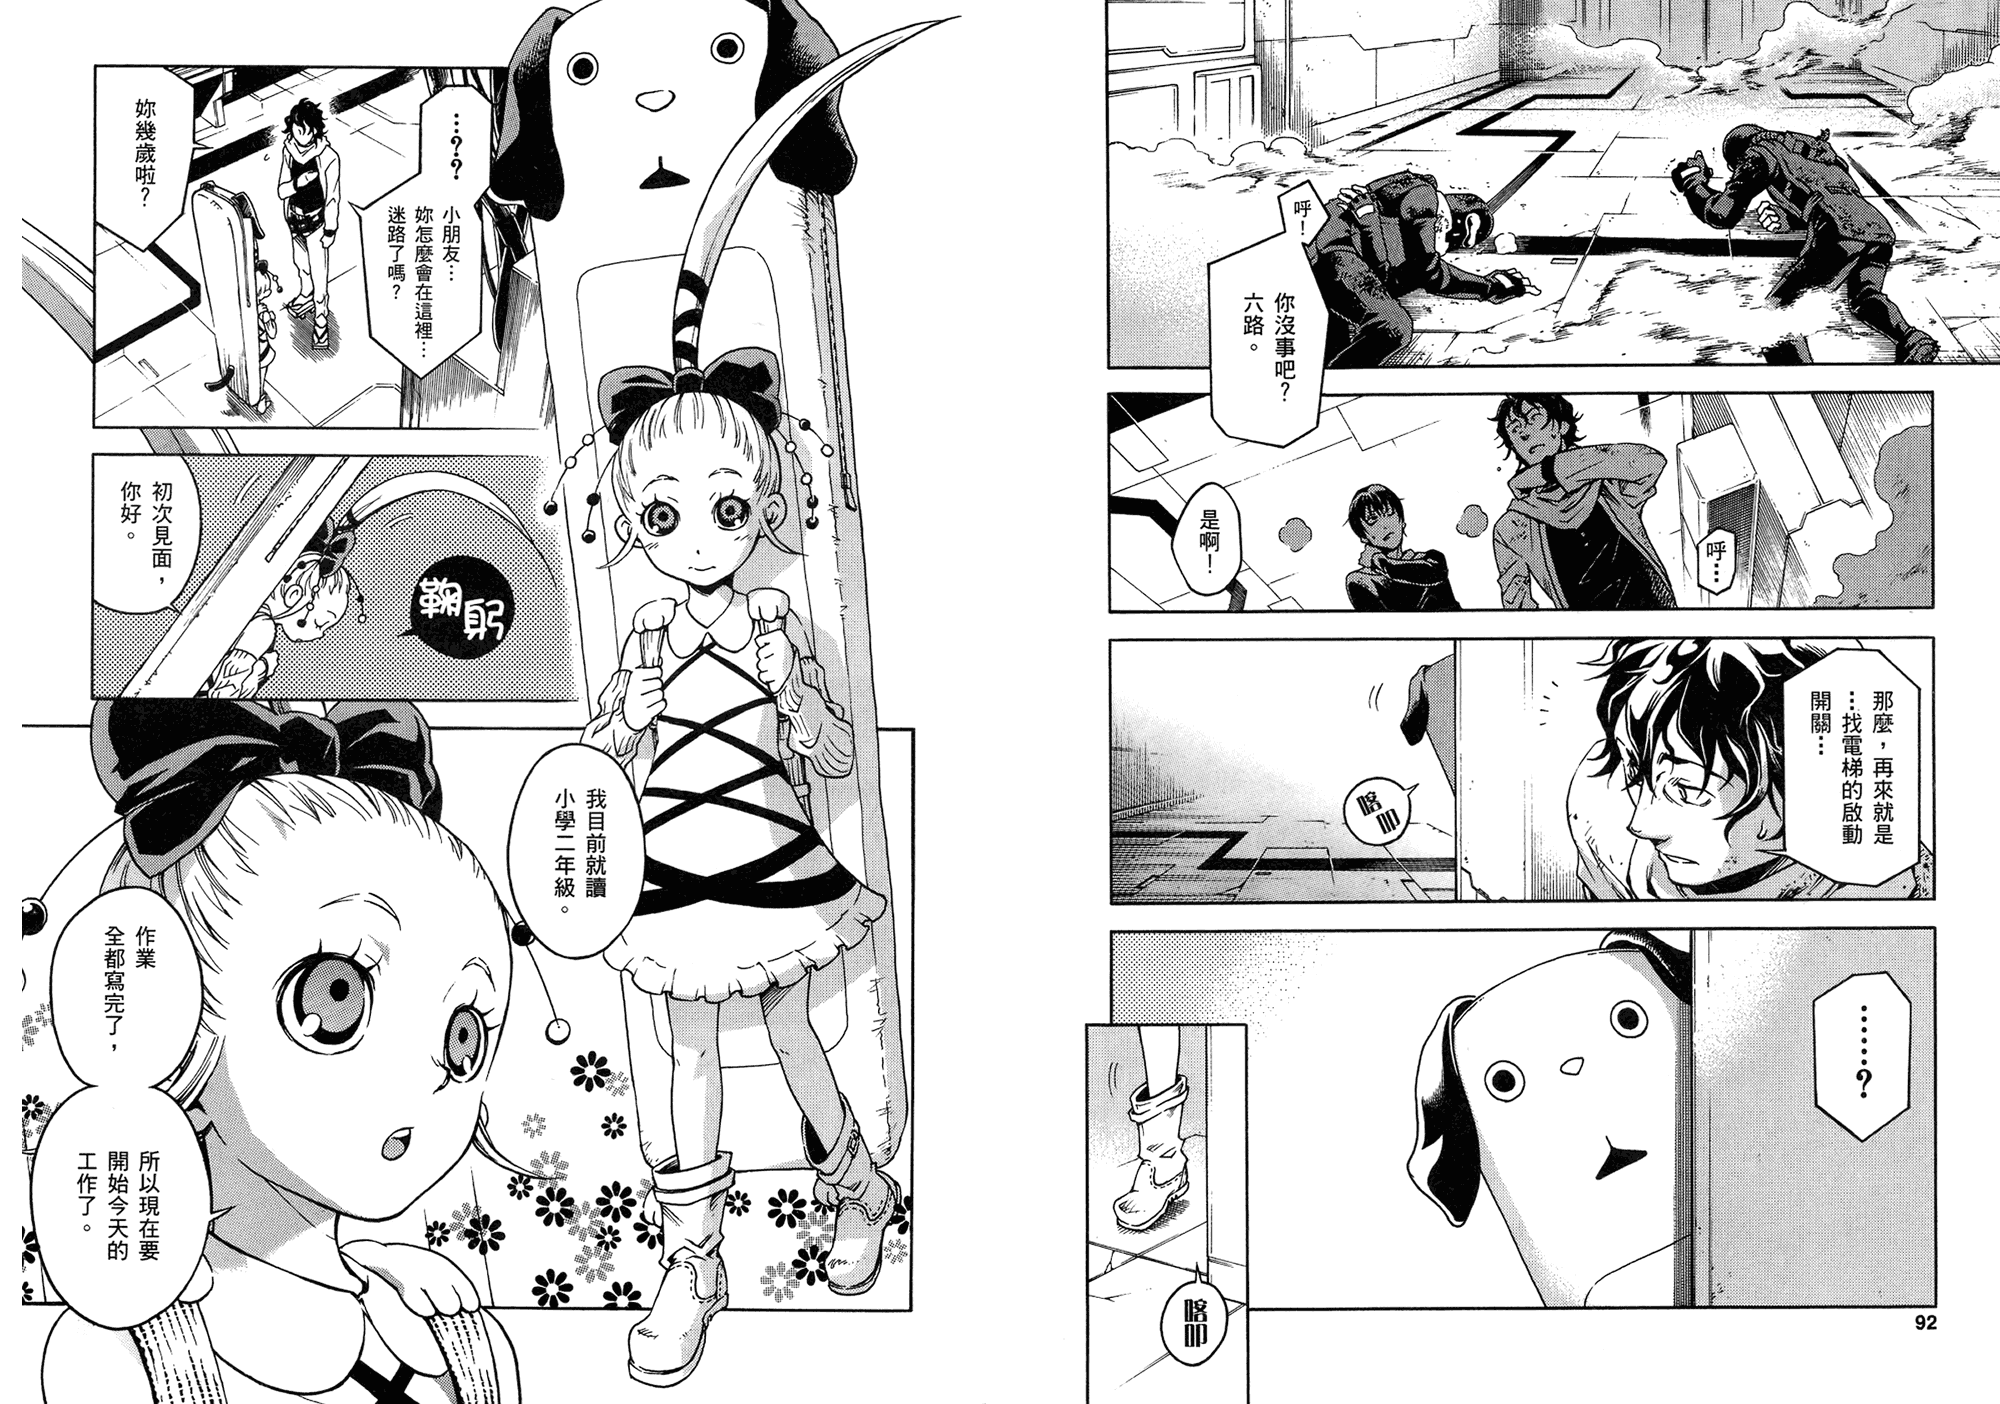 呼！
你沒事吧？
六路。
呼…
是啊！
那麼，再來就是
…找電梯的啟動
開關…
喀叩
……？
喀叩
92
…？？
小朋友…
妳怎麼會在這裡…
迷路了嗎？
妳幾歲啦？
鞠躬
初次見面，
你好。
我目前就讀
小學二年級。
作業
全都寫完了，
所以現在要
開始今天的
工作了。